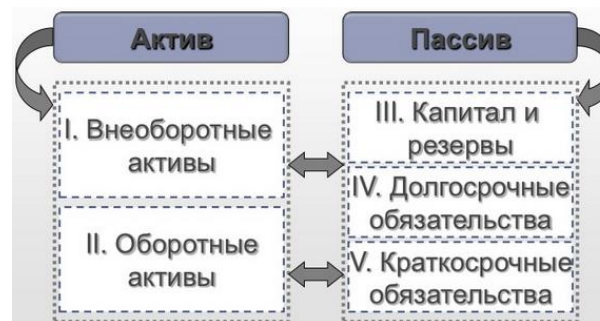 Актив
Пассив
I. Внеоборотные
активы
II. Оборотные
активы
III. Капитал и
резервы
IV. Долгосрочные
обязательства
V. Краткосрочные
обязательства